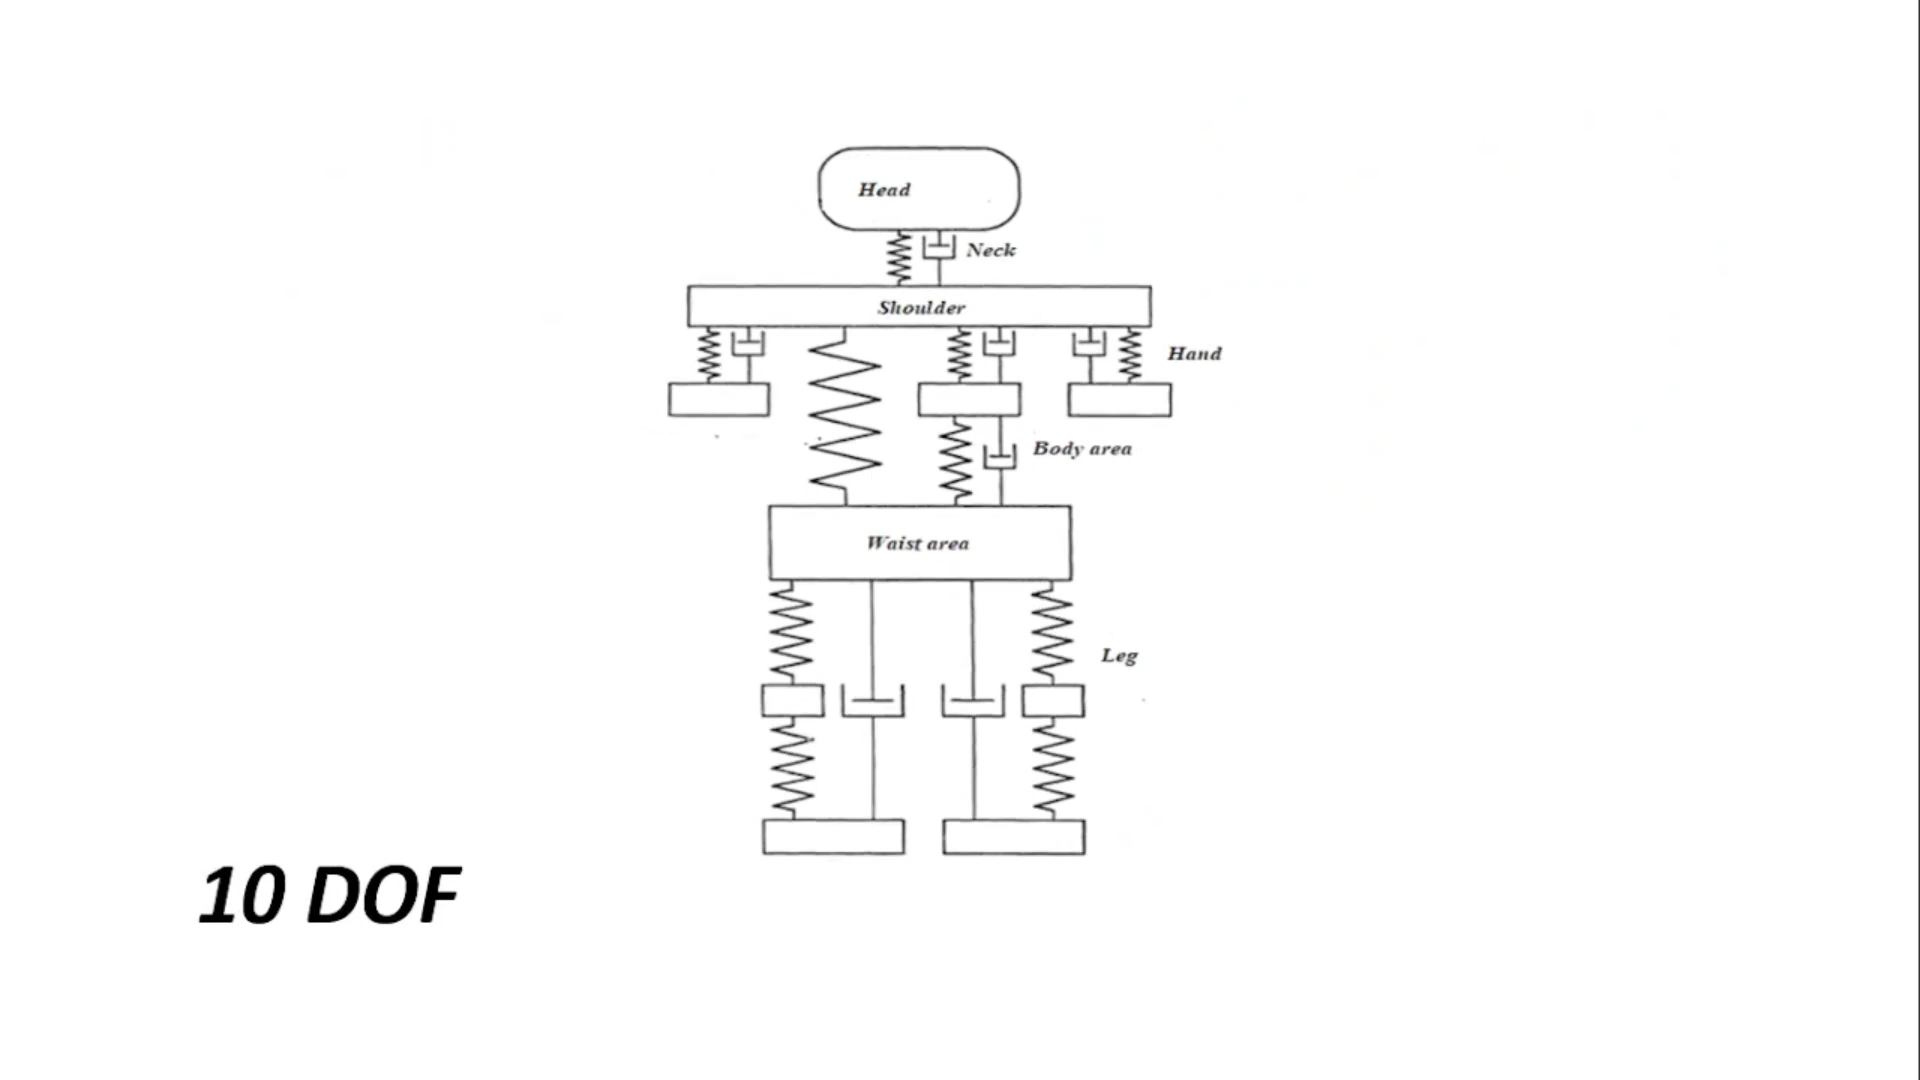 Head
Neck
Shoulder
Hand
Body area
Waist area
Leg
10 DOF